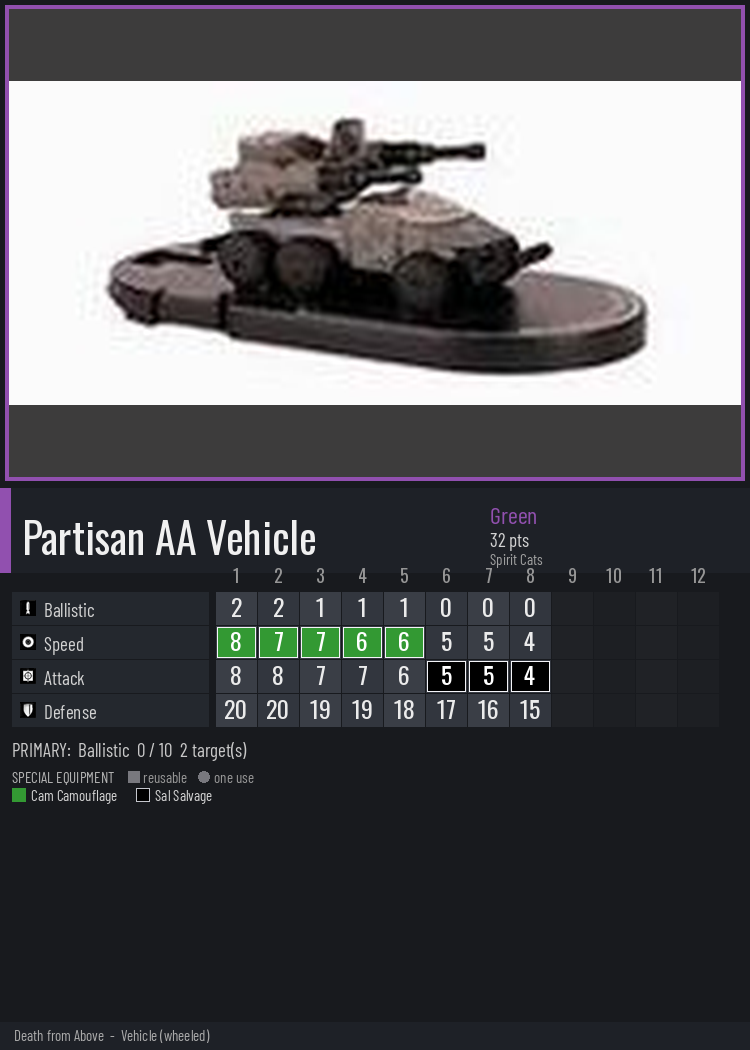 Partisan AA Vehicle
Green
32 pts
Spirit Cats
1 2 3 4 5 6 7 8 9 10 11 12
Ballistic 2 2 1 1 1 0 0 0
Speed 8 7 7 6 6 5 5 4
Attack 8 8 7 7 6 5 5 4
Defense 20 20 19 19 18 17 16 15
PRIMARY: Ballistic 0 / 10 2 target(s)
SPECIAL EQUIPMENT reusable one use
Cam Camouflage Sal Salvage
Death from Above - Vehicle (wheeled)